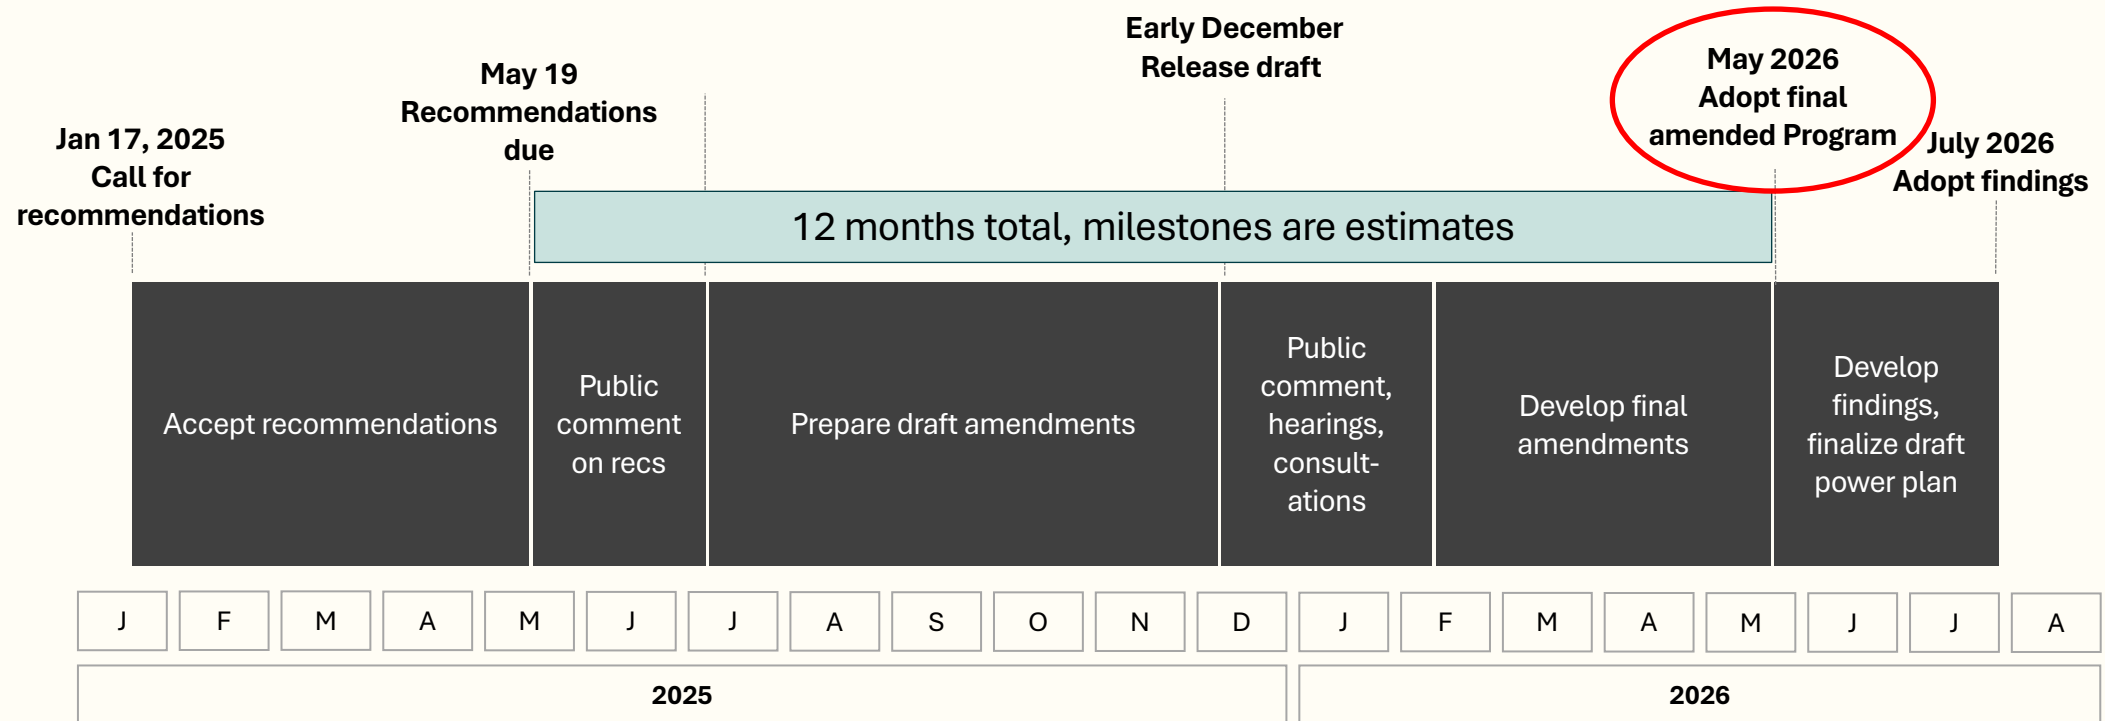 Jan 17, 2025
Call for
recommendations
May 19
Recommendations
due
Early December
Release draft
May 2026
Adopt final
amended Program
July 2026
Adopt findings
12 months total, milestones are estimates
Accept recommendations
Public
comment
on recs
Prepare draft amendments
Public
comment,
hearings,
consult-
ations
Develop final
amendments
Develop
findings,
finalize draft
power plan
J F M A M J J A S O N D J F M A M J J A
2025 2026